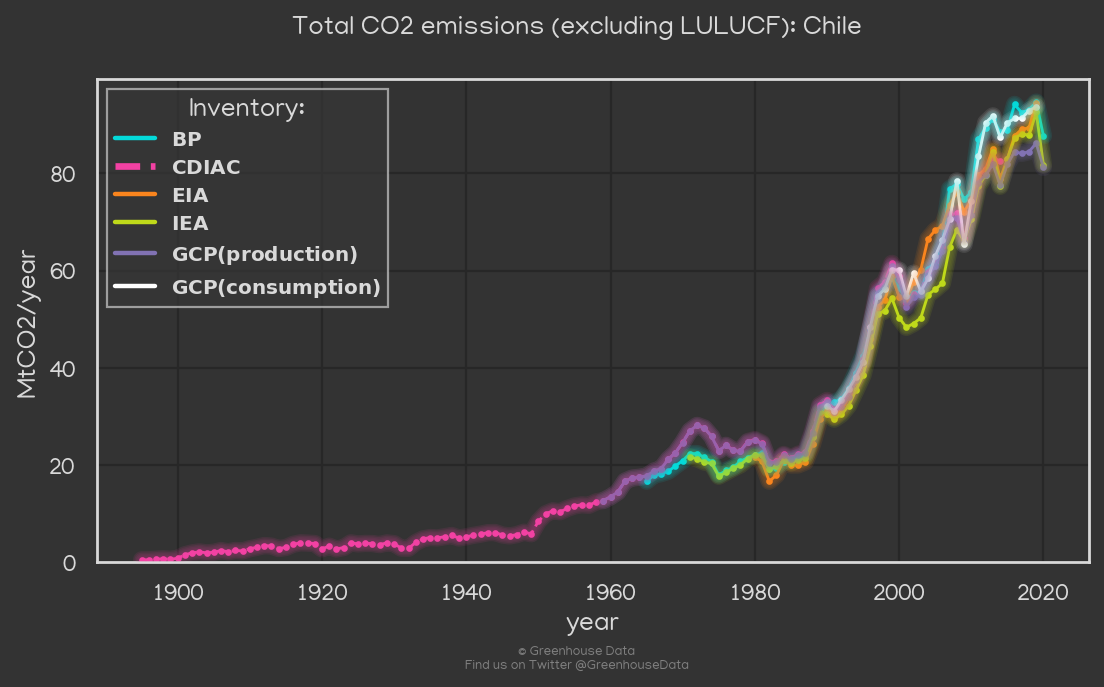 Total CO2 emissions (excluding LULUCF): Chile
Inventory:
BP
CDIAC
EIA
IEA
GCP(production)
GCP(consumption)
MtCO2/year
80
60
40
20
0
1900 1920 1940 1960 1980 2000 2020
year
© Greenhouse Data
Find us on Twitter @GreenhouseData